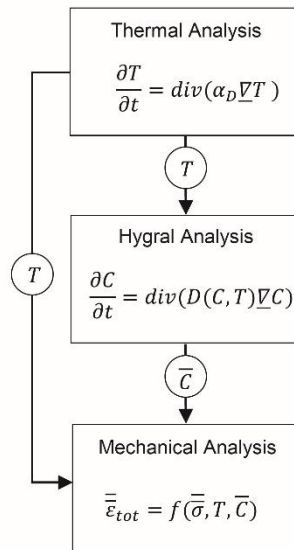 Thermal Analysis
∂T/∂t = div(α_D ∇̲T)
T
Hygral Analysis
T
∂C/∂t = div(D(C,T)∇̲C)
C̅
Mechanical Analysis
ε̿_tot = f(σ̿, T, C̅)